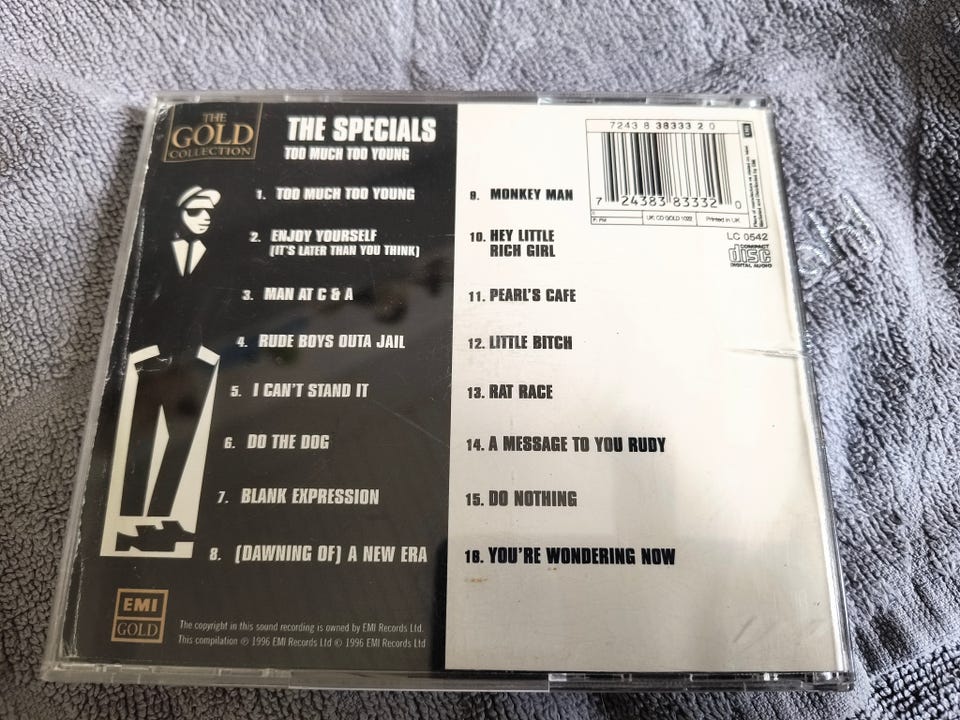 THE
GOLD
COLLECTION
THE SPECIALS
TOO MUCH TOO YOUNG
1. TOO MUCH TOO YOUNG
2. ENJOY YOURSELF
(IT'S LATER THAN YOU THINK)
3. MAN AT C & A
4. RUDE BOYS OUTA JAIL
5. I CAN'T STAND IT
6. DO THE DOG
7. BLANK EXPRESSION
8. (DAWNING OF) A NEW ERA
9. MONKEY MAN
10. HEY LITTLE
RICH GIRL
11. PEARL'S CAFE
12. LITTLE BITCH
13. RAT RACE
14. A MESSAGE TO YOU RUDY
15. DO NOTHING
16. YOU'RE WONDERING NOW
7243 8 38333 2 0
7 24383 83332 0
UK: CD GOLD 1022
Printed in UK
LC 0542
COMPACT
disc
DIGITAL AUDIO
EMI
GOLD
The copyright in this sound recording is owned by EMI Records Ltd.
This compilation ℗ 1996 EMI Records Ltd © 1996 EMI Records Ltd